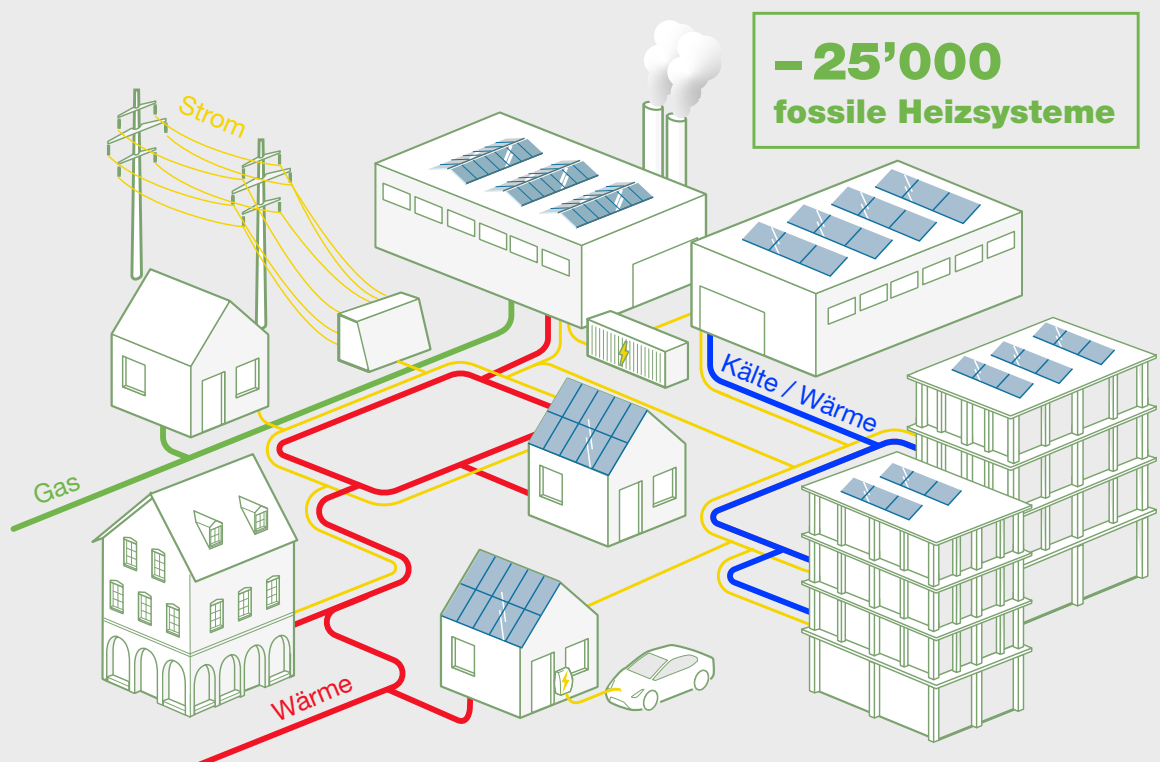 – 25’000
fossile Heizsysteme
Strom
Kälte / Wärme
Gas
Wärme